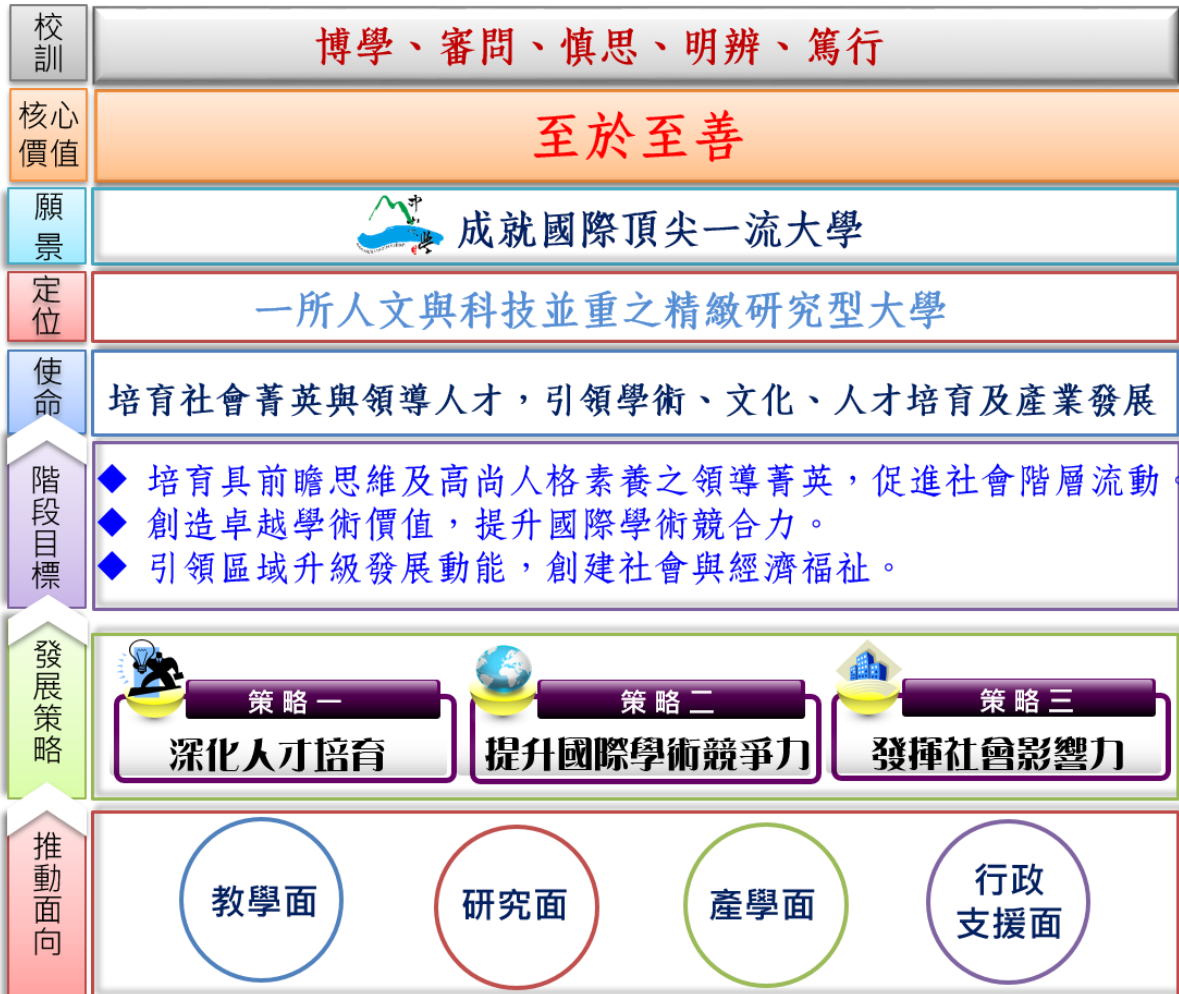 校訓
博學、審問、慎思、明辨、篤行
核心
價值
至於至善
願景
中山大學
成就國際頂尖一流大學
定位
一所人文與科技並重之精緻研究型大學
使命
培育社會菁英與領導人才，引領學術、文化、人才培育及產業發展
階段目標
◆ 培育具前瞻思維及高尚人格素養之領導菁英，促進社會階層流動。
◆ 創造卓越學術價值，提升國際學術競合力。
◆ 引領區域升級發展動能，創建社會與經濟福祉。
發展策略
策略一
深化人才培育
策略二
提升國際學術競爭力
策略三
發揮社會影響力
推動面向
教學面
研究面
產學面
行政
支援面